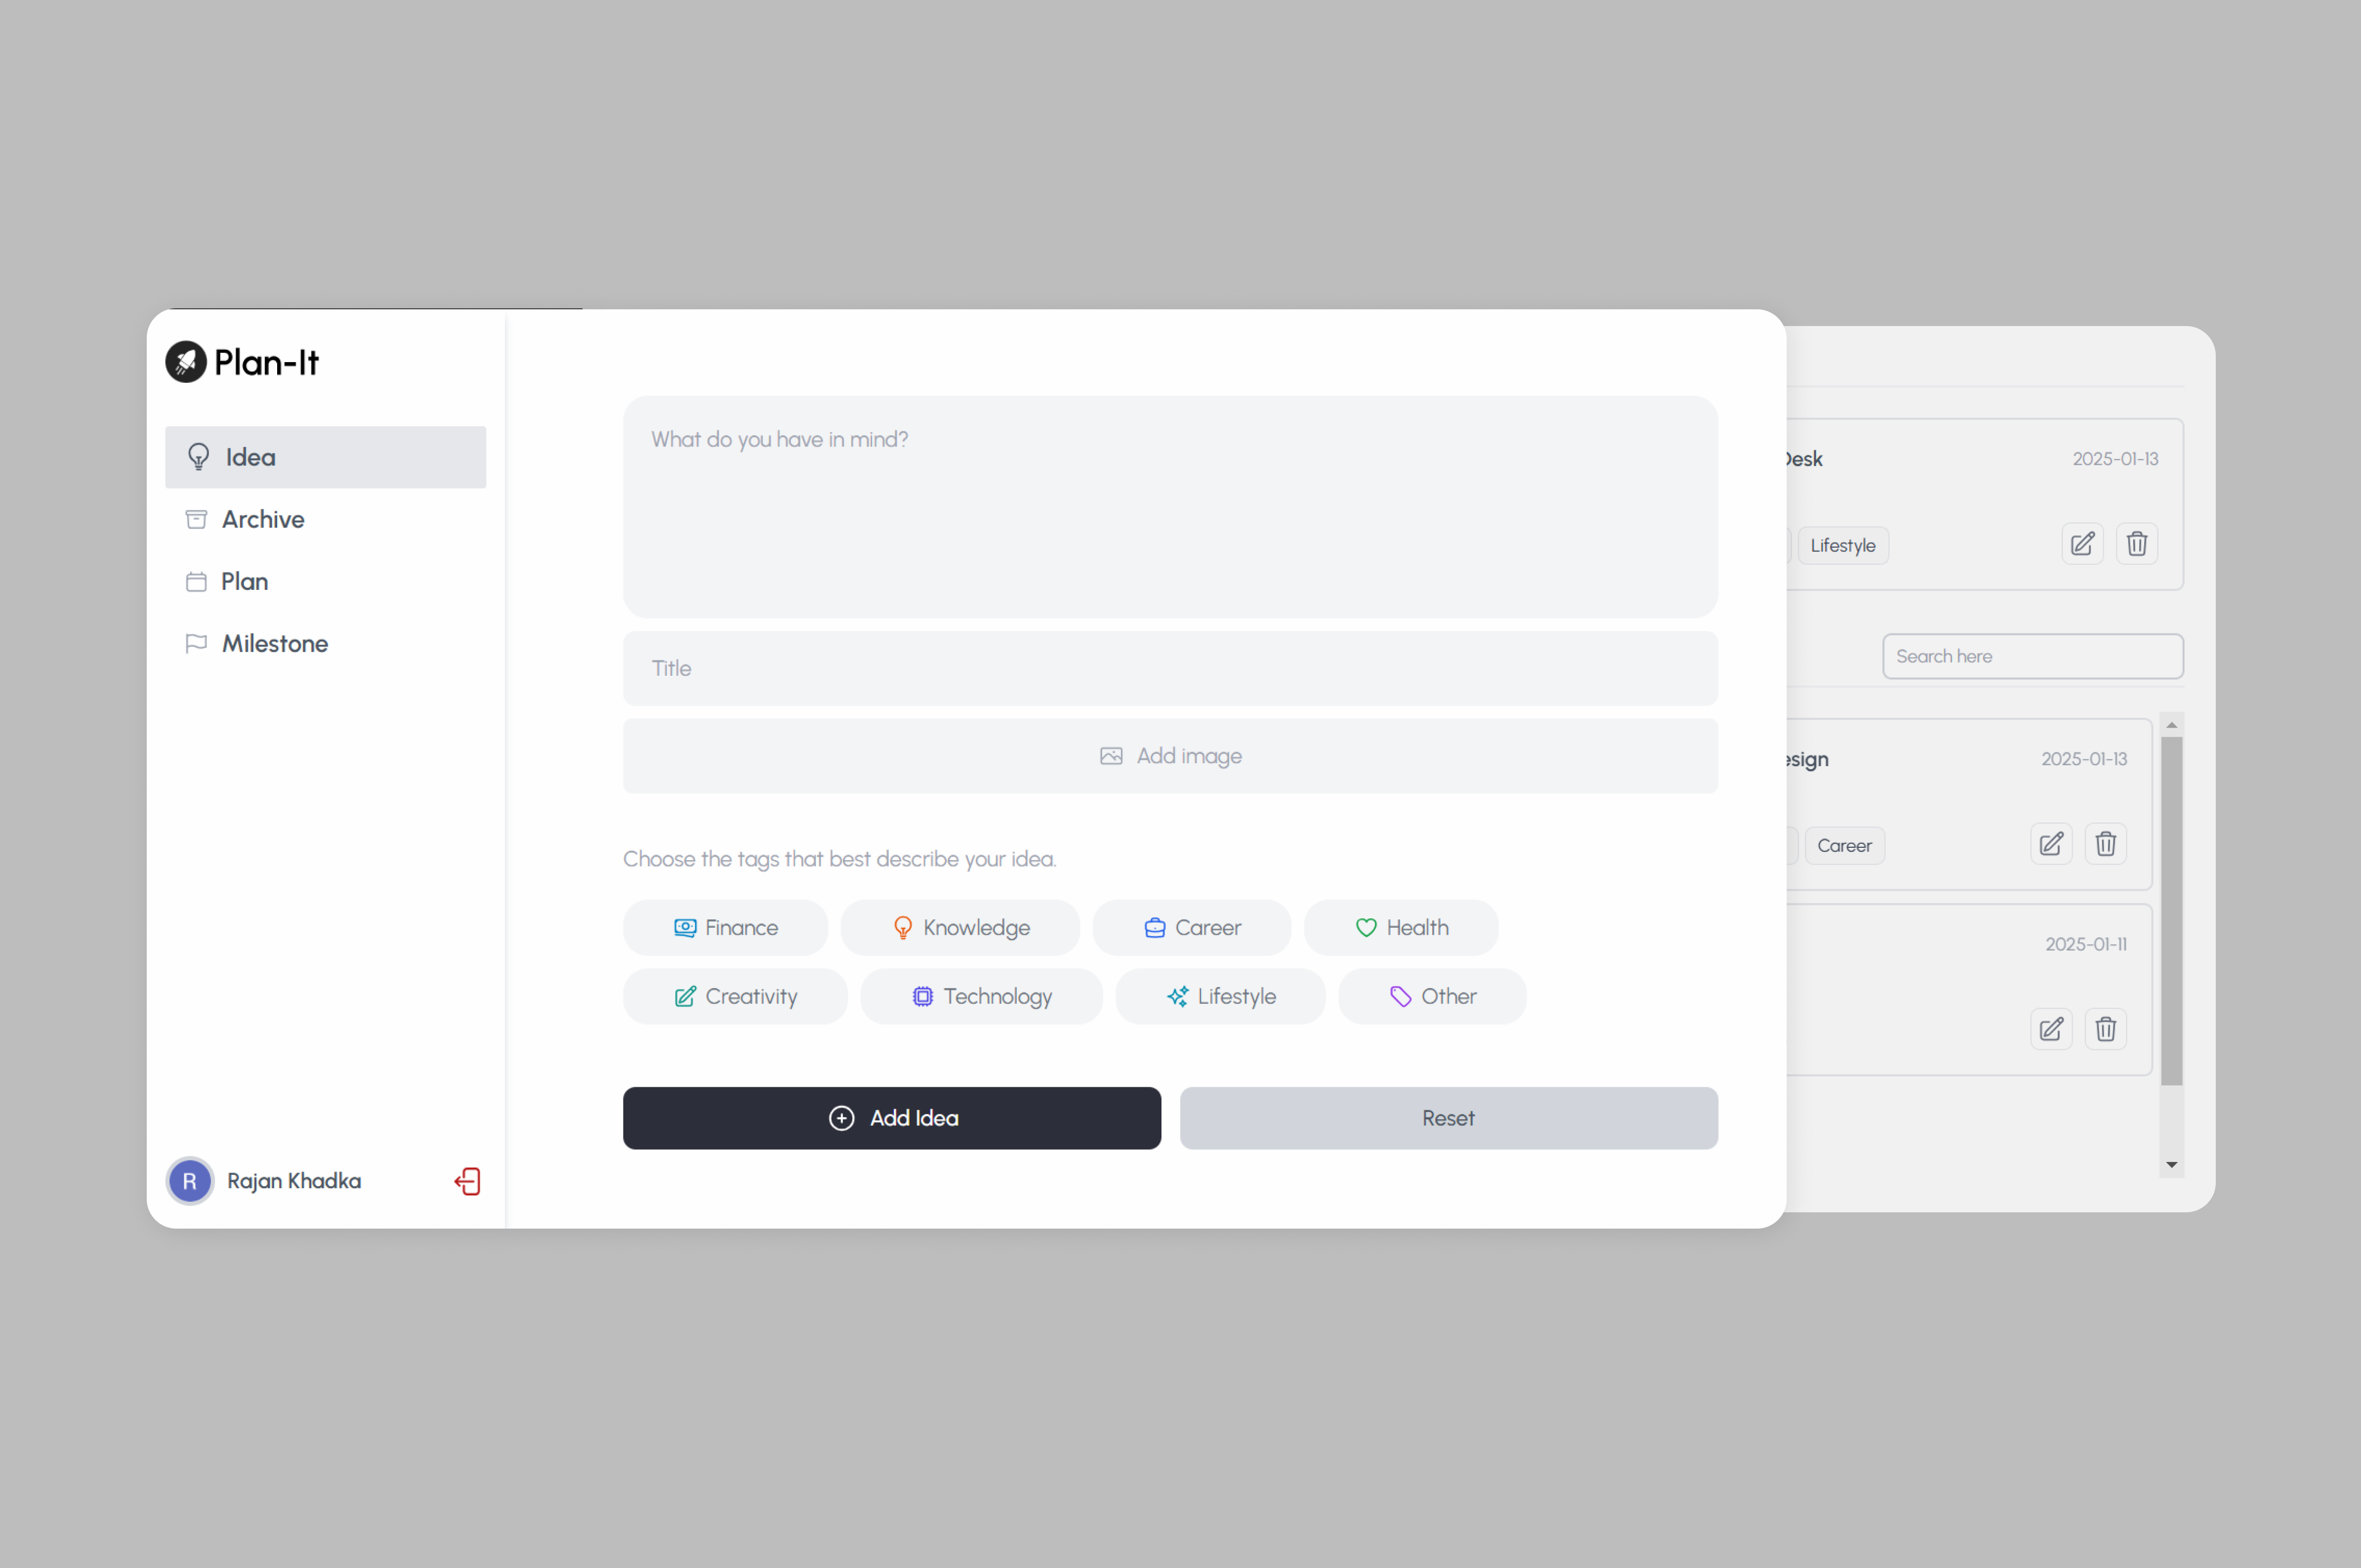 Plan-It
Idea
Archive
Plan
Milestone
R
Rajan Khadka
What do you have in mind?
Title
Add image
Choose the tags that best describe your idea.
Finance Knowledge Career Health
Creativity Technology Lifestyle Other
Add Idea Reset
Desk 2025-01-13
Lifestyle
Search here
esign 2025-01-13
Career
2025-01-11